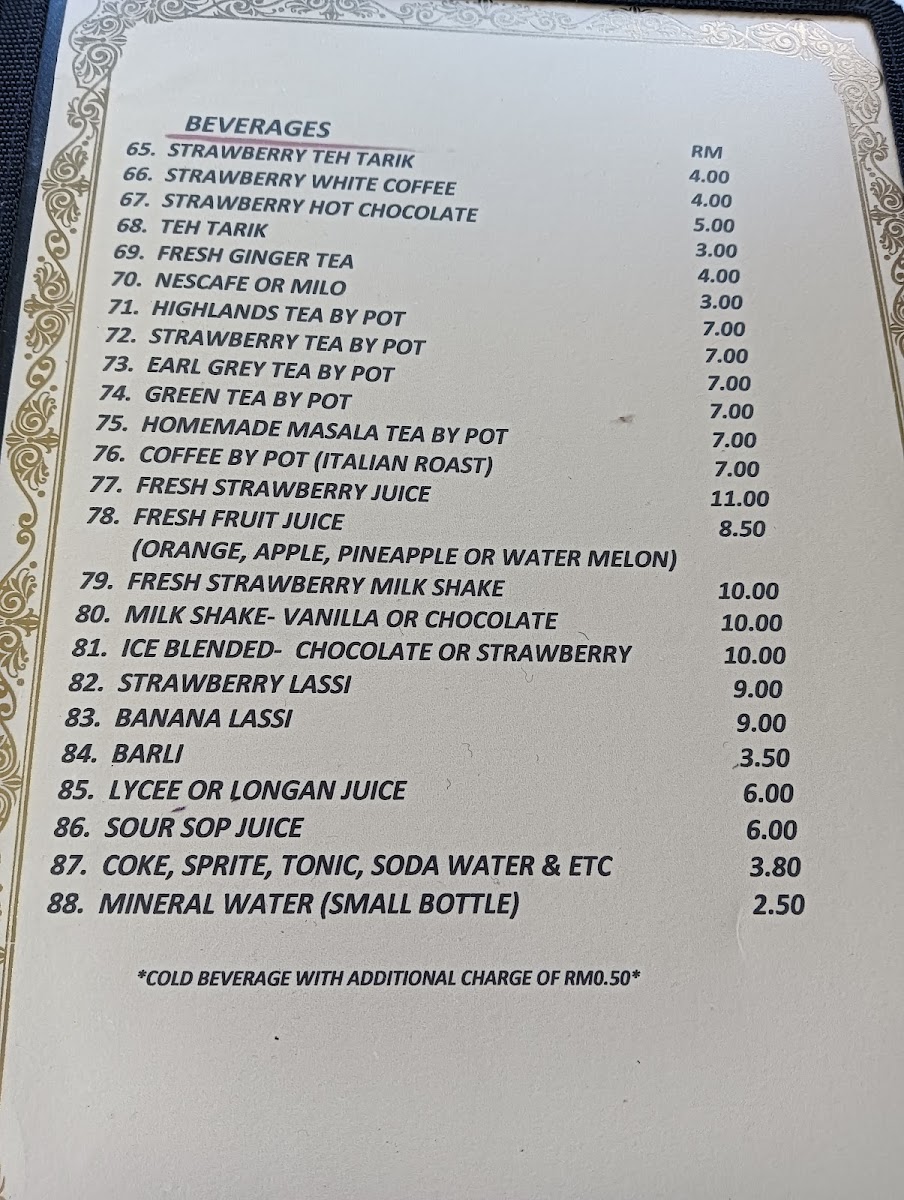 BEVERAGES
RM
65. STRAWBERRY TEH TARIK 4.00
66. STRAWBERRY WHITE COFFEE 4.00
67. STRAWBERRY HOT CHOCOLATE 5.00
68. TEH TARIK 3.00
69. FRESH GINGER TEA 4.00
70. NESCAFE OR MILO 3.00
71. HIGHLANDS TEA BY POT 7.00
72. STRAWBERRY TEA BY POT 7.00
73. EARL GREY TEA BY POT 7.00
74. GREEN TEA BY POT 7.00
75. HOMEMADE MASALA TEA BY POT 7.00
76. COFFEE BY POT (ITALIAN ROAST) 7.00
77. FRESH STRAWBERRY JUICE 11.00
78. FRESH FRUIT JUICE 8.50
(ORANGE, APPLE, PINEAPPLE OR WATER MELON)
79. FRESH STRAWBERRY MILK SHAKE 10.00
80. MILK SHAKE- VANILLA OR CHOCOLATE 10.00
81. ICE BLENDED- CHOCOLATE OR STRAWBERRY 10.00
82. STRAWBERRY LASSI 9.00
83. BANANA LASSI 9.00
84. BARLI 3.50
85. LYCEE OR LONGAN JUICE 6.00
86. SOUR SOP JUICE 6.00
87. COKE, SPRITE, TONIC, SODA WATER & ETC 3.80
88. MINERAL WATER (SMALL BOTTLE) 2.50
*COLD BEVERAGE WITH ADDITIONAL CHARGE OF RM0.50*